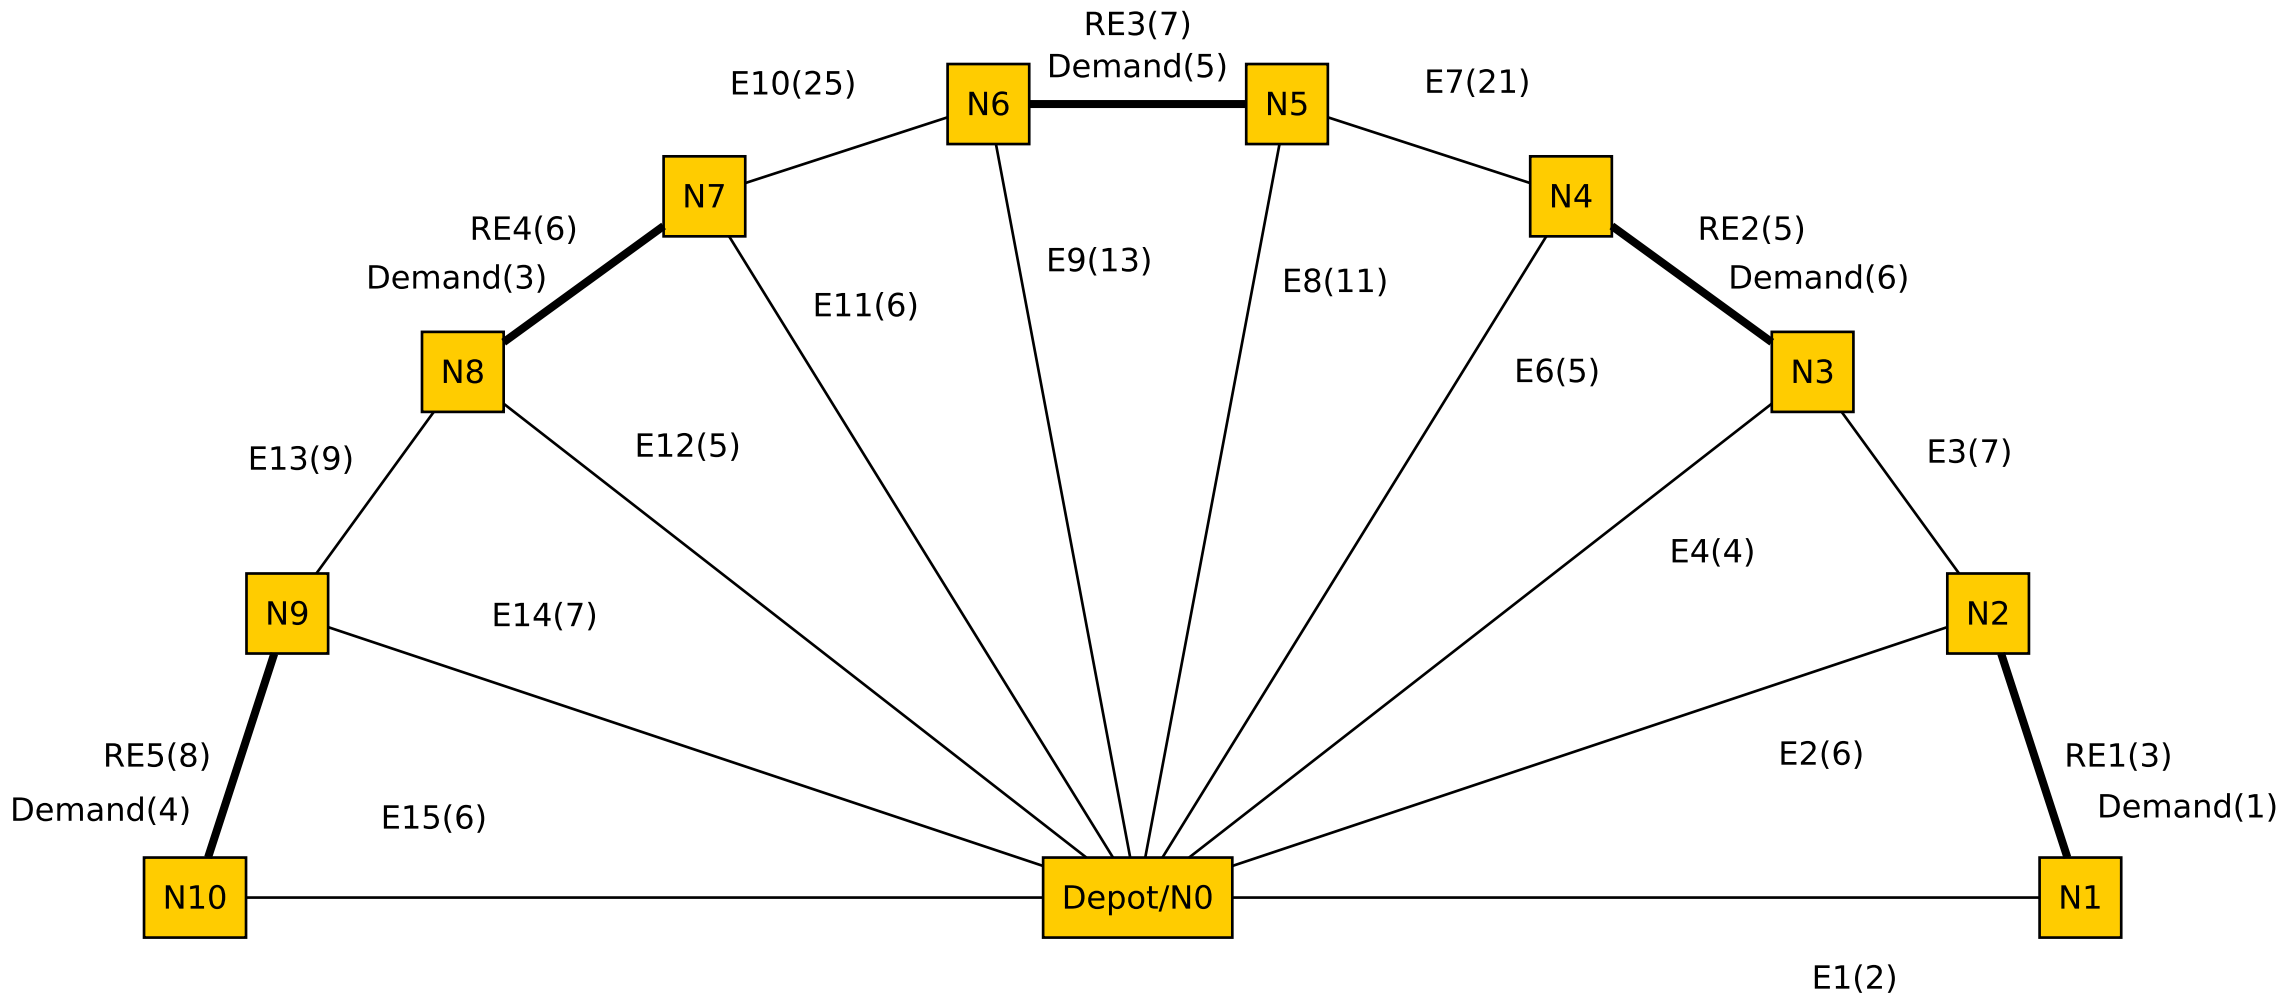 RE3(7)
Demand(5)
E10(25)
E7(21)
N6
N5
N7
N4
RE4(6)
RE2(5)
Demand(3)
Demand(6)
E9(13)
E8(11)
E11(6)
N8
E6(5)
N3
E13(9)
E12(5)
E3(7)
E4(4)
N9
E14(7)
N2
RE5(8)
E2(6)
RE1(3)
Demand(4)
E15(6)
Demand(1)
N10
Depot/N0
N1
E1(2)